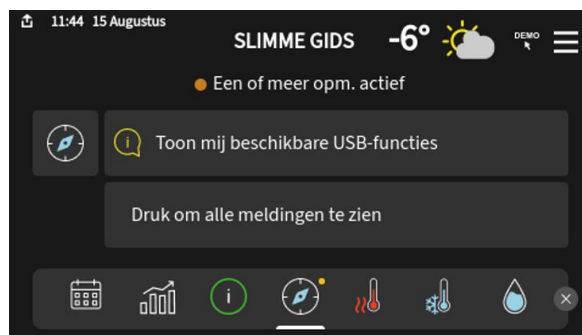 11:44 15 Augustus
SLIMME GIDS
-6°
DEMO
Een of meer opm. actief
Toon mij beschikbare USB-functies
Druk om alle meldingen te zien